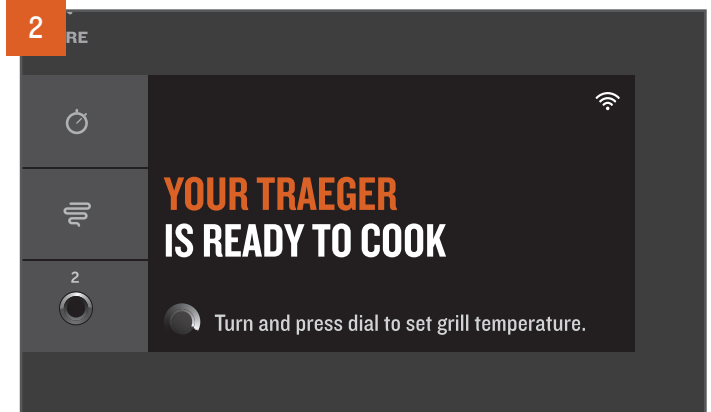 2
RE
YOUR TRAEGER
IS READY TO COOK
2
Turn and press dial to set grill temperature.